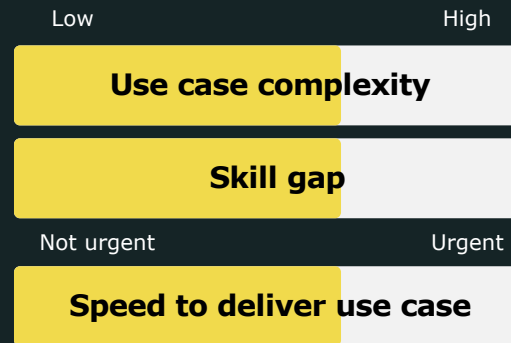 Low High
Use case complexity
Skill gap
Not urgent Urgent
Speed to deliver use case